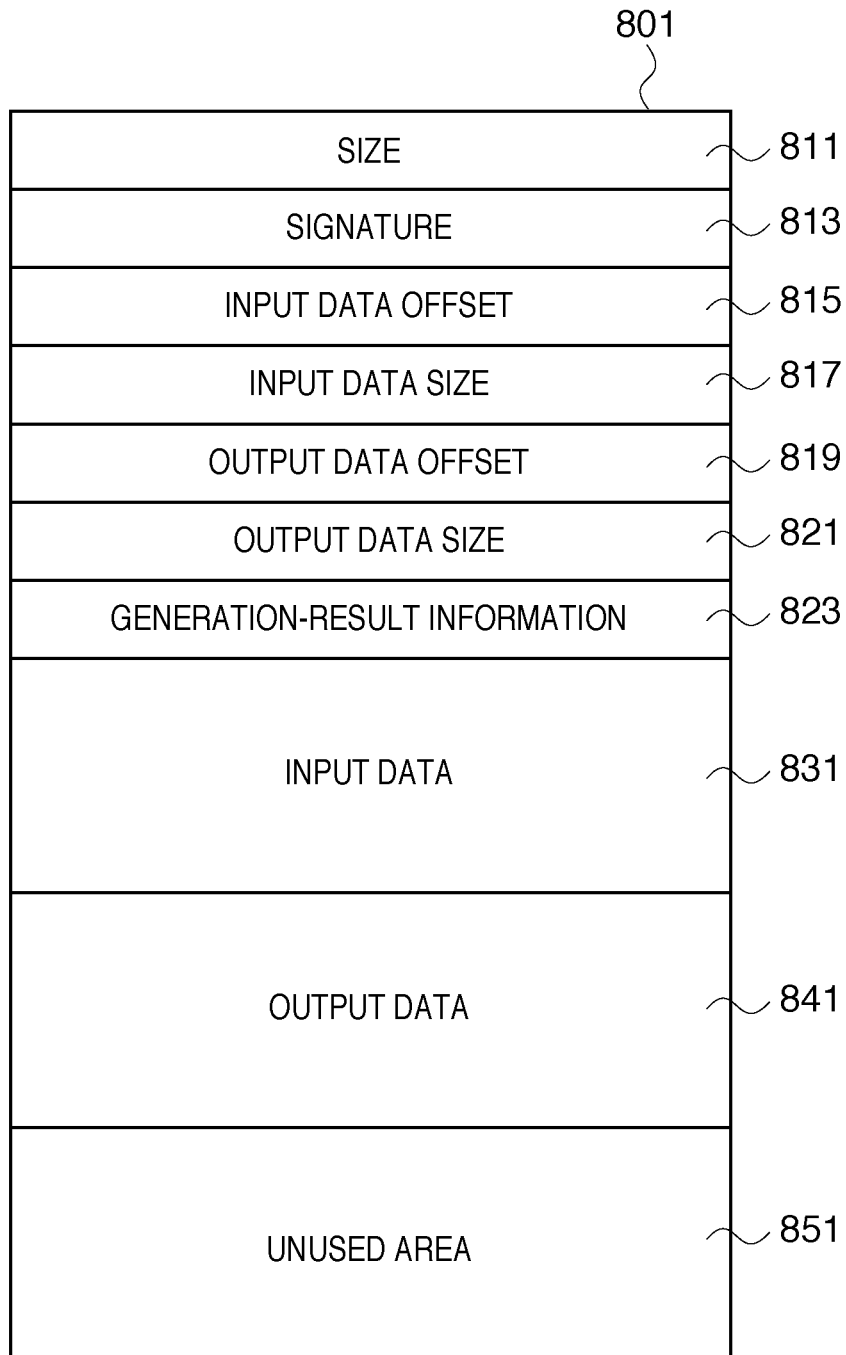 801
SIZE 811
SIGNATURE 813
INPUT DATA OFFSET 815
INPUT DATA SIZE 817
OUTPUT DATA OFFSET 819
OUTPUT DATA SIZE 821
GENERATION-RESULT INFORMATION 823
INPUT DATA 831
OUTPUT DATA 841
UNUSED AREA 851